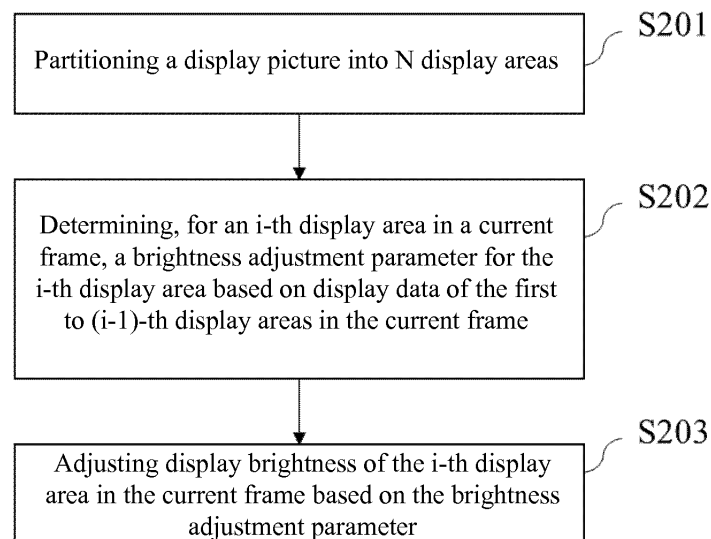 S201
Partitioning a display picture into N display areas
S202
Determining, for an i-th display area in a current
frame, a brightness adjustment parameter for the
i-th display area based on display data of the first
to (i-1)-th display areas in the current frame
S203
Adjusting display brightness of the i-th display
area in the current frame based on the brightness
adjustment parameter